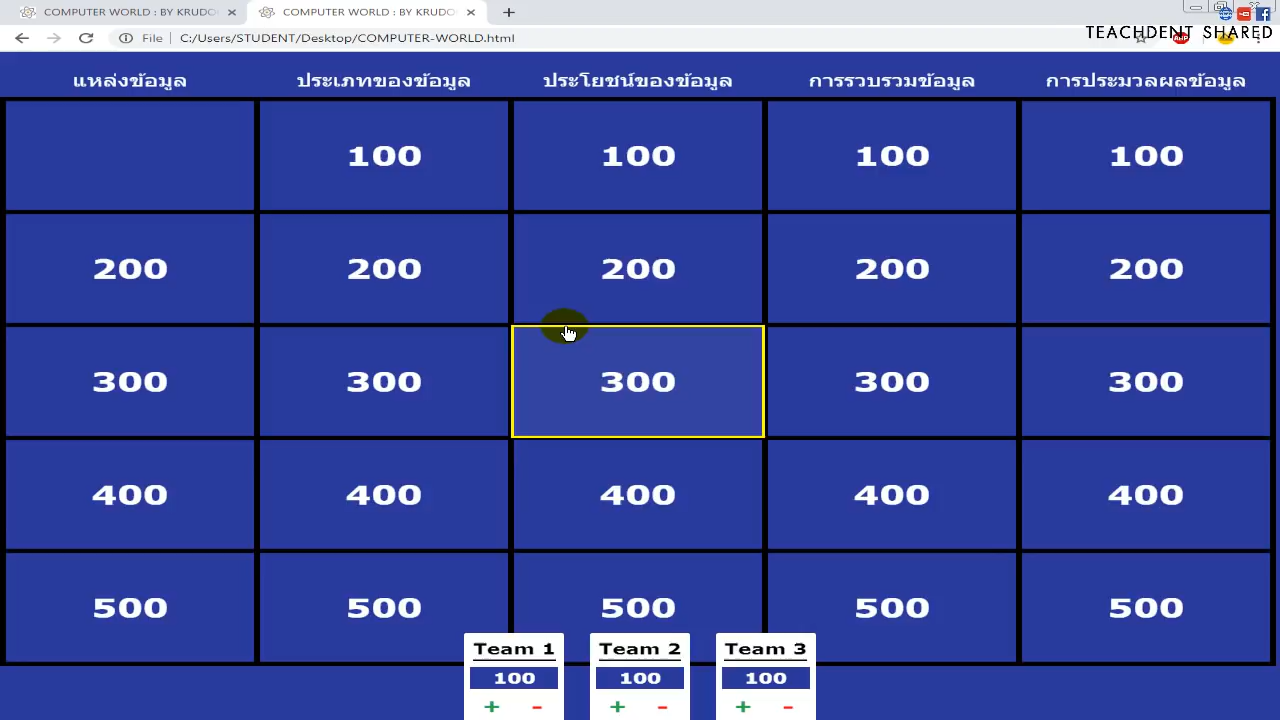 COMPUTER WORLD : BY KRUDO
COMPUTER WORLD : BY KRUDO
File C:/Users/STUDENT/Desktop/COMPUTER-WORLD.html
TEACHDENT SHARED
แหล่งข้อมูล ประเภทของข้อมูล ประโยชน์ของข้อมูล การรวบรวมข้อมูล การประมวลผลข้อมูล
100 100 100 100
200 200 200 200 200
300 300 300 300 300
400 400 400 400 400
500 500 500 500 500
Team 1 Team 2 Team 3
100 100 100
+ - + - + -